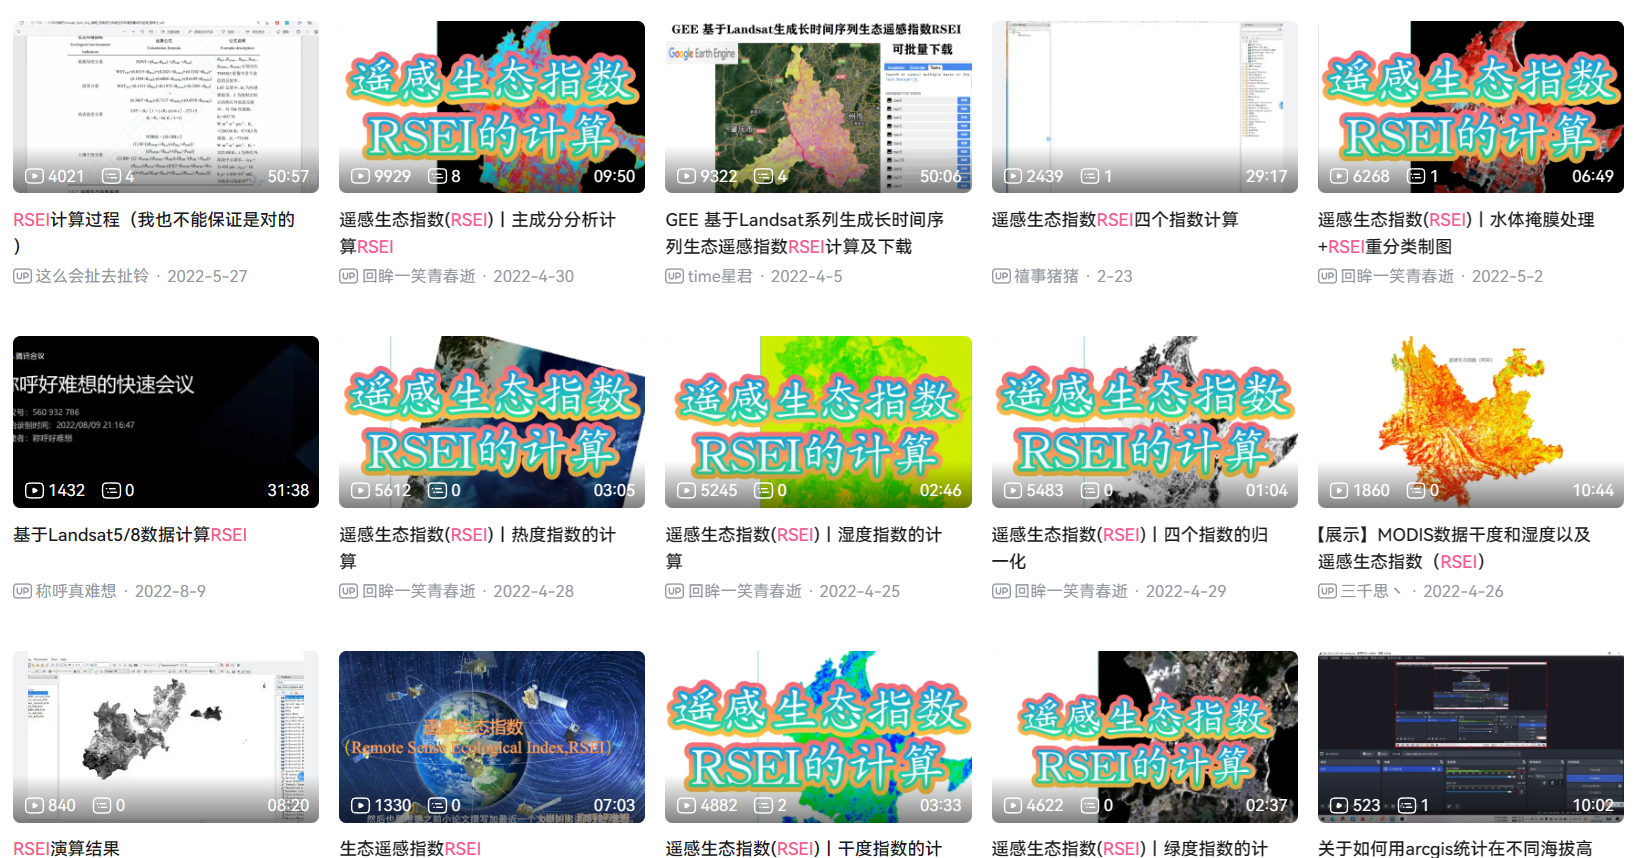 4021 4 50:57
RSEI计算过程（我也不能保证是对的
）
UP 这么会扯去扯铃 · 2022-5-27
遥感生态指数
RSEI的计算
9929 8 09:50
遥感生态指数(RSEI)丨主成分分析计
算RSEI
UP 回眸一笑青春逝 · 2022-4-30
GEE 基于Landsat生成长时间序列生态遥感指数RSEI
可批量下载
Google Earth Engine
9322 4 50:06
GEE 基于Landsat系列生成长时间序
列生态遥感指数RSEI计算及下载
UP time星君 · 2022-4-5
2439 1 29:17
遥感生态指数RSEI四个指数计算
UP 禧事猪猪 · 2-23
遥感生态指数
RSEI的计算
6268 1 06:49
遥感生态指数(RSEI)丨水体掩膜处理
+RSEI重分类制图
UP 回眸一笑青春逝 · 2022-5-2
腾讯会议
称呼好难想的快速会议
议号：560 932 786
录制时间：2022/08/09 21:16:47
者：称呼好难想
1432 0 31:38
基于Landsat5/8数据计算RSEI
UP 称呼真难想 · 2022-8-9
遥感生态指数
RSEI的计算
5612 0 03:05
遥感生态指数(RSEI)丨热度指数的计
算
UP 回眸一笑青春逝 · 2022-4-28
遥感生态指数
RSEI的计算
5245 0 02:46
遥感生态指数(RSEI)丨湿度指数的计
算
UP 回眸一笑青春逝 · 2022-4-25
遥感生态指数
RSEI的计算
5483 0 01:04
遥感生态指数(RSEI)丨四个指数的归
一化
UP 回眸一笑青春逝 · 2022-4-29
遥感生态指数（RSEI）
1860 0 10:44
【展示】MODIS数据干度和湿度以及
遥感生态指数（RSEI）
UP 三千思丶 · 2022-4-26
840 0 08:20
RSEI演算结果
遥感生态指数
（Remote Sense Ecological Index,RSEI）
1330 0 07:03
生态遥感指数RSEI
遥感生态指数
RSEI的计算
4882 2 03:33
遥感生态指数(RSEI)丨干度指数的计
遥感生态指数
RSEI的计算
4622 0 02:37
遥感生态指数(RSEI)丨绿度指数的计
523 1 10:02
关于如何用arcgis统计在不同海拔高